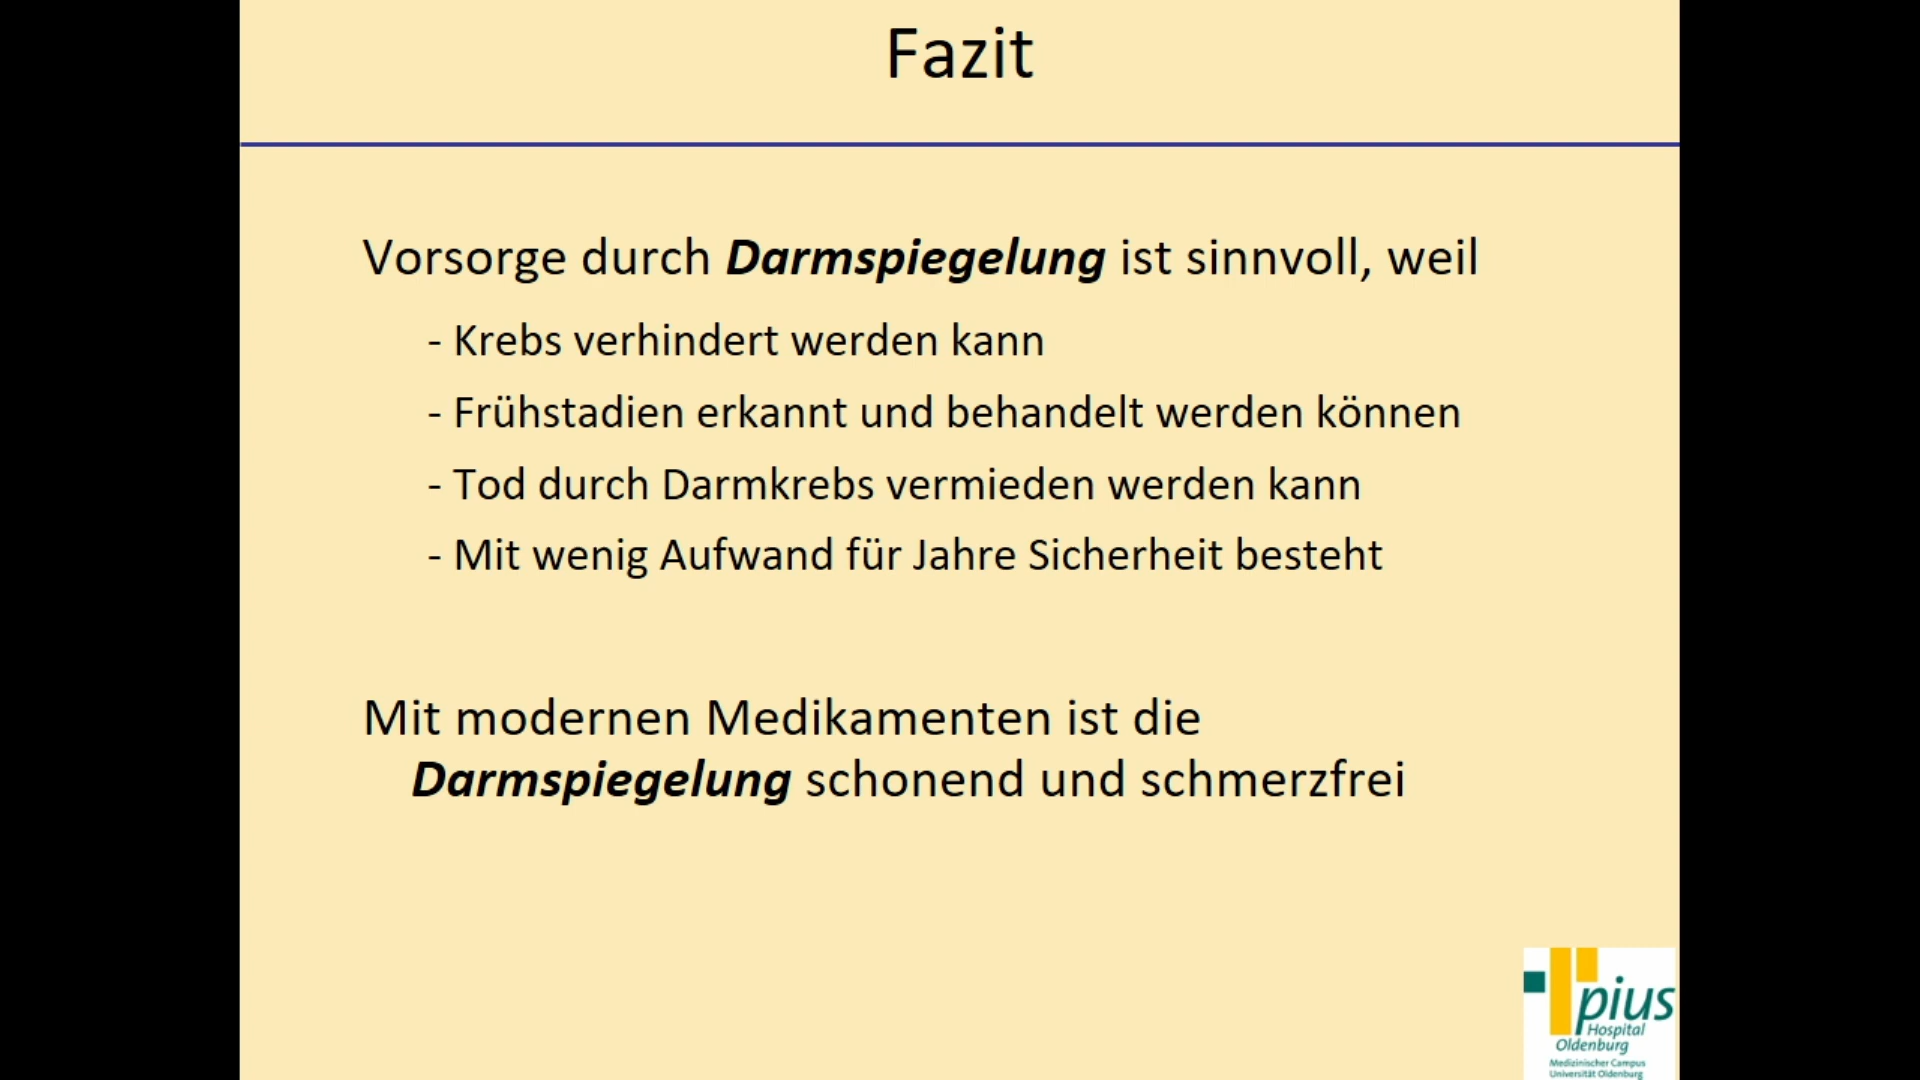 Fazit
Vorsorge durch Darmspiegelung ist sinnvoll, weil
- Krebs verhindert werden kann
- Frühstadien erkannt und behandelt werden können
- Tod durch Darmkrebs vermieden werden kann
- Mit wenig Aufwand für Jahre Sicherheit besteht
Mit modernen Medikamenten ist die
Darmspiegelung schonend und schmerzfrei
pius
Hospital
Oldenburg
Medizinischer Campus
Universität Oldenburg